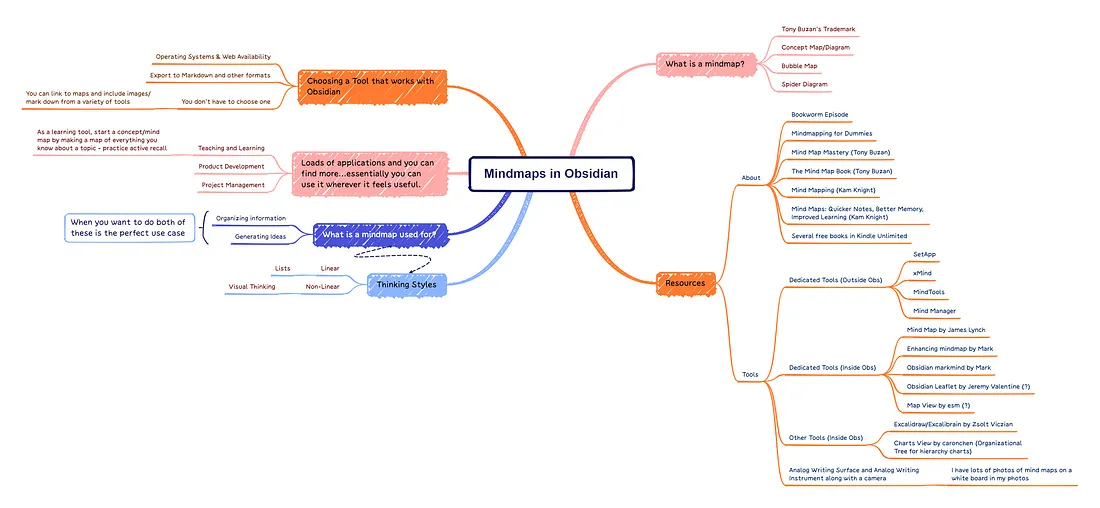 Mindmaps in Obsidian
What is a mindmap?
Tony Buzan's Trademark
Concept Map/Diagram
Bubble Map
Spider Diagram
Resources
About
Bookworm Episode
Mindmapping for Dummies
Mind Map Mastery (Tony Buzan)
The Mind Map Book (Tony Buzan)
Mind Mapping (Kam Knight)
Mind Maps: Quicker Notes, Better Memory,
Improved Learning (Kam Knight)
Several free books in Kindle Unlimited
Tools
Dedicated Tools (Outside Obs)
SetApp
xMind
MindTools
Mind Manager
Dedicated Tools (Inside Obs)
Mind Map by James Lynch
Enhancing mindmap by Mark
Obsidian markmind by Mark
Obsidian Leaflet by Jeremy Valentine (?)
Map View by esm (?)
Other Tools (Inside Obs)
Excalidraw/Excalibrain by Zsolt Viczian
Charts View by caronchen (Organizational
Tree for hierarchy charts)
Analog Writing Surface and Analog Writing
Instrument along with a camera
I have lots of photos of mind maps on a
white board in my photos
Choosing a Tool that works with
Obsidian
Operating Systems & Web Availability
Export to Markdown and other formats
You don't have to choose one
You can link to maps and include images/
mark down from a variety of tools
Loads of applications and you can
find more...essentially you can
use it wherever it feels useful.
Teaching and Learning
As a learning tool, start a concept/mind
map by making a map of everything you
know about a topic - practice active recall
Product Development
Project Management
What is a mindmap used for?
Organizing information
Generating Ideas
When you want to do both of
these is the perfect use case
Thinking Styles
Linear
Lists
Non-Linear
Visual Thinking